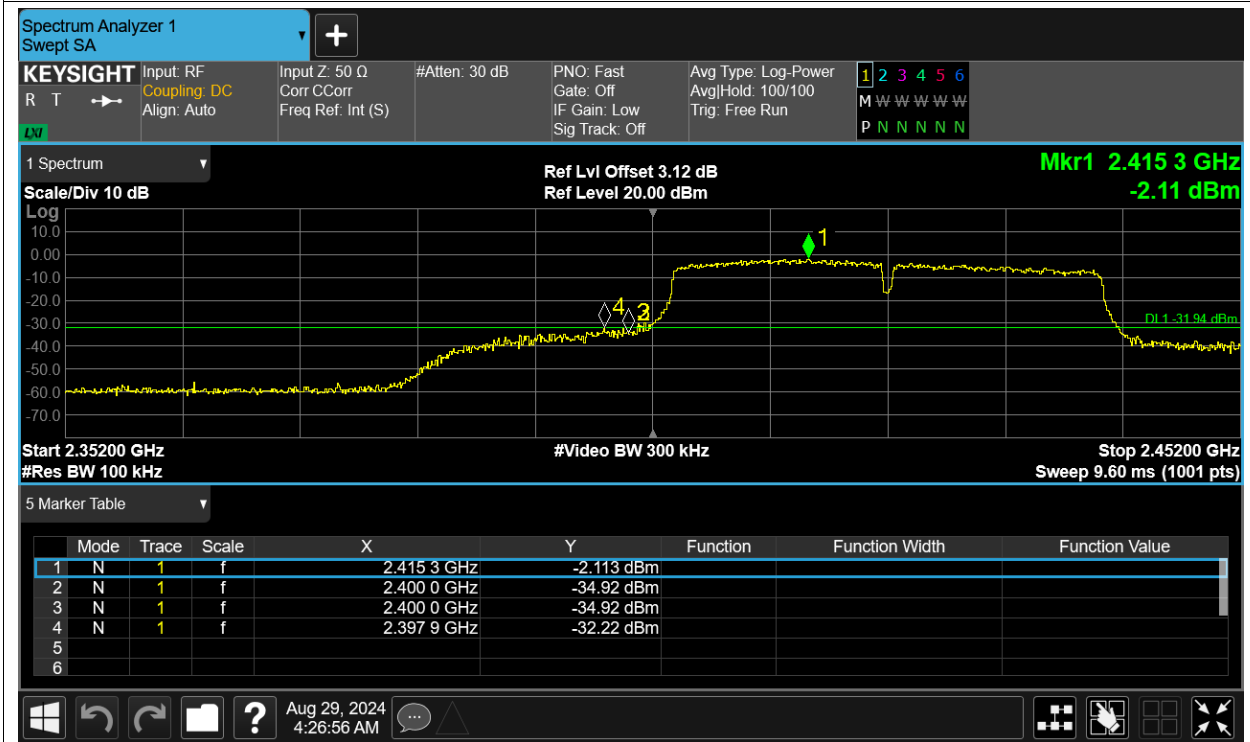 Spectrum Analyzer 1
Swept SA
+
KEYSIGHT Input: RF Input Z: 50 Ω #Atten: 30 dB PNO: Fast Avg Type: Log-Power 1 2 3 4 5 6
R T Coupling: DC Corr CCorr Gate: Off Avg|Hold: 100/100 M W W W W W
Align: Auto Freq Ref: Int (S) IF Gain: Low Trig: Free Run
LXI Sig Track: Off P N N N N N
1 Spectrum Ref Lvl Offset 3.12 dB Mkr1 2.415 3 GHz
Scale/Div 10 dB Ref Level 20.00 dBm -2.11 dBm
Log
10.0
0.00
-10.0
-20.0
-30.0
-40.0
-50.0
-60.0
-70.0
1
4
DL1 -31.94 dBm
Start 2.35200 GHz #Video BW 300 kHz Stop 2.45200 GHz
#Res BW 100 kHz Sweep 9.60 ms (1001 pts)
5 Marker Table
Mode Trace Scale X Y Function Function Width Function Value
1 N 1 f 2.415 3 GHz -2.113 dBm
2 N 1 f 2.400 0 GHz -34.92 dBm
3 N 1 f 2.400 0 GHz -34.92 dBm
4 N 1 f 2.397 9 GHz -32.22 dBm
5
6
? Aug 29, 2024
4:26:56 AM